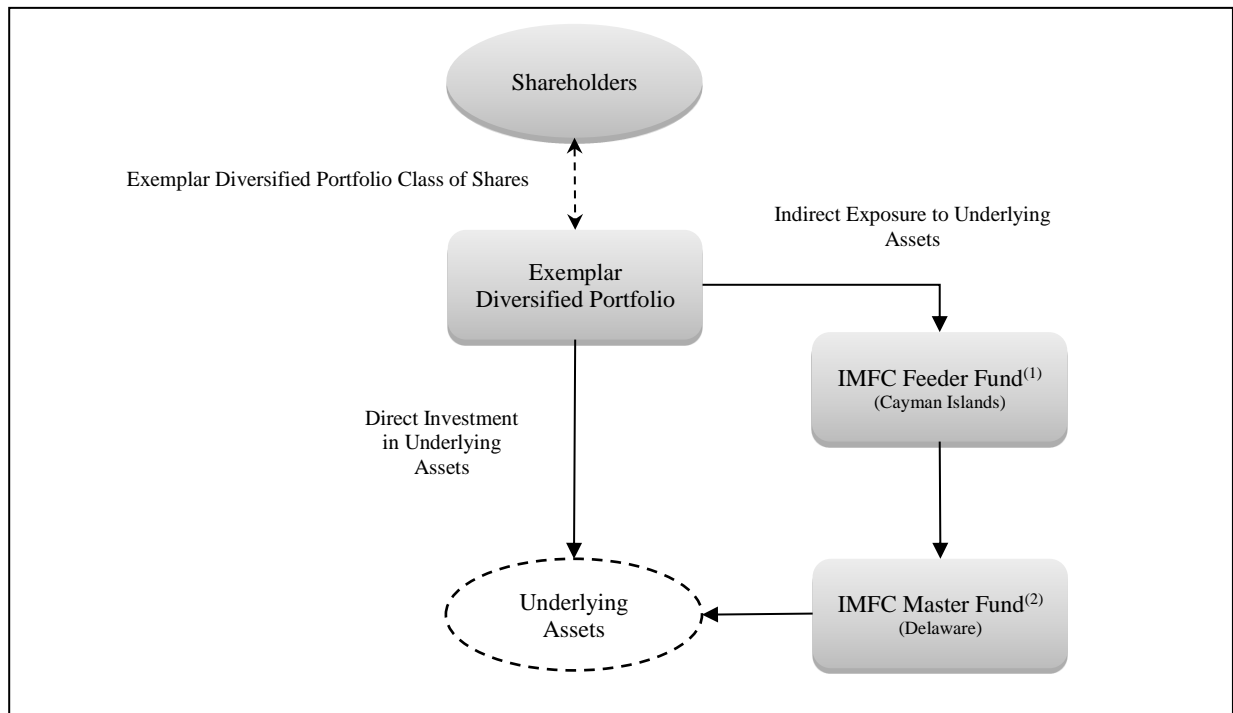 Shareholders
Exemplar Diversified Portfolio Class of Shares
Indirect Exposure to Underlying
Assets
Exemplar
Diversified Portfolio
IMFC Feeder Fund(1)
(Cayman Islands)
Direct Investment
in Underlying
Assets
Underlying
Assets
IMFC Master Fund(2)
(Delaware)